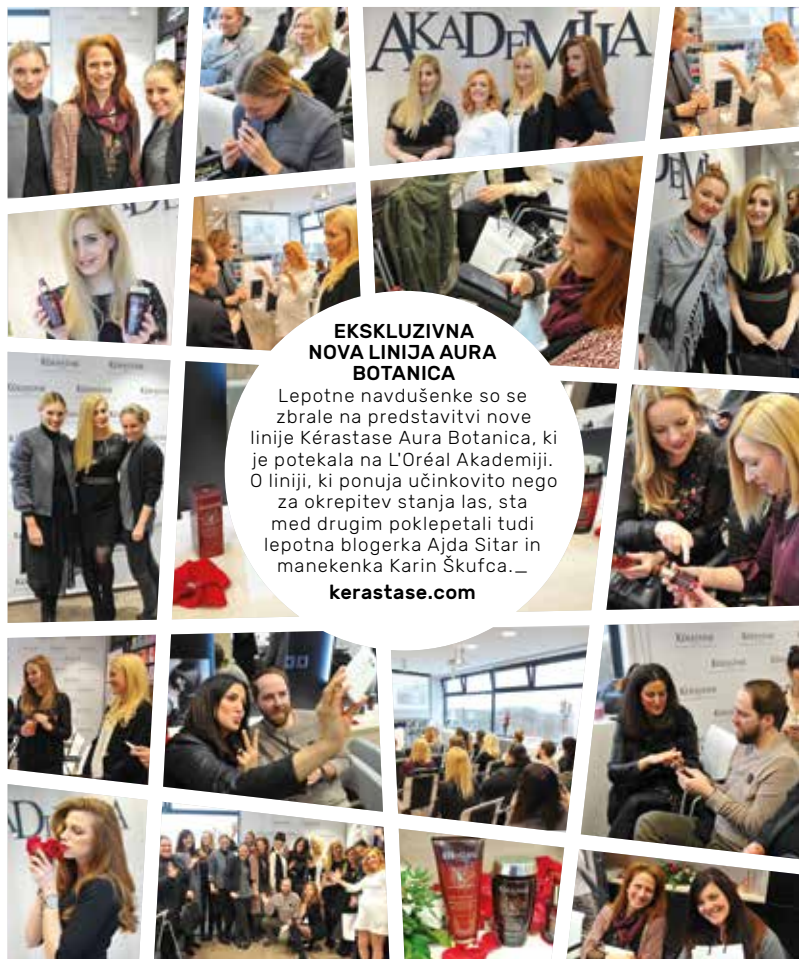 AKADEMIJA
EKSKLUZIVNA
NOVA LINIJA AURA
BOTANICA
Lepotne navdušenke so se
zbrale na predstavitvi nove
linije Kérastase Aura Botanica, ki
je potekala na L'Oréal Akademiji.
O liniji, ki ponuja učinkovito nego
za okrepitev stanja las, sta
med drugim poklepetali tudi
lepotna blogerka Ajda Sitar in
manekenka Karin Škufca._
kerastase.com